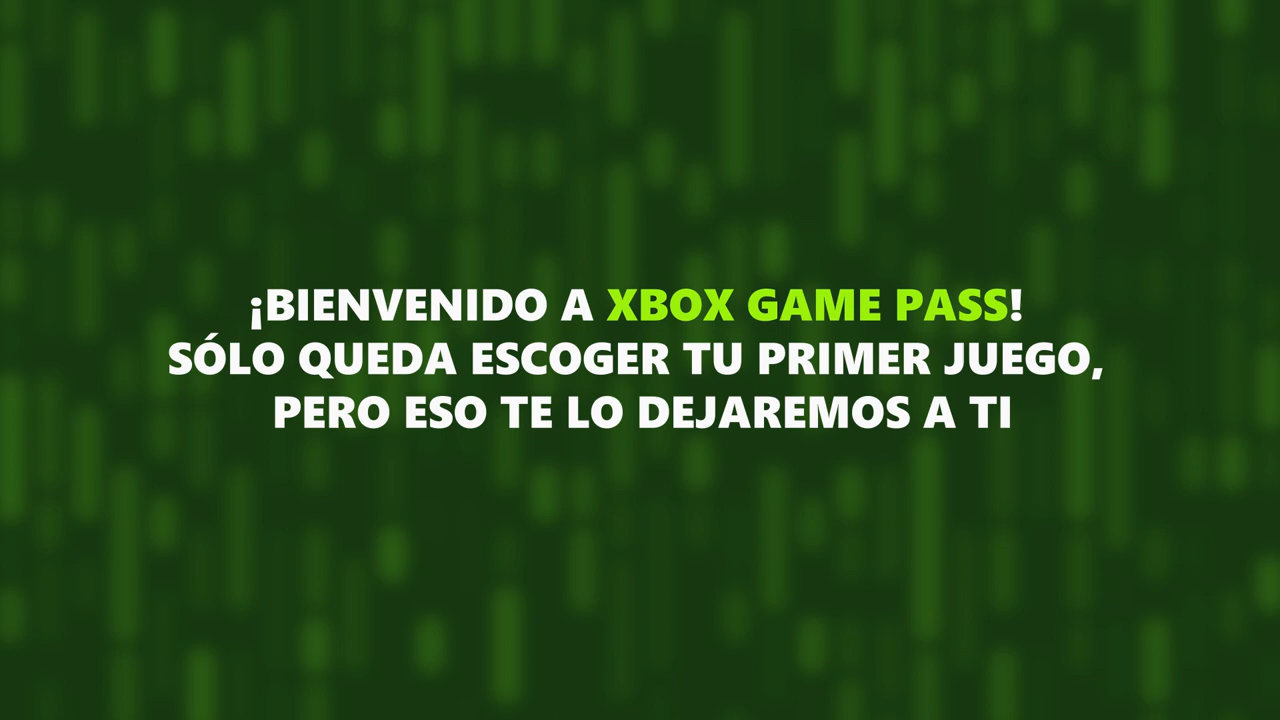 ¡BIENVENIDO A XBOX GAME PASS!
SÓLO QUEDA ESCOGER TU PRIMER JUEGO,
PERO ESO TE LO DEJAREMOS A TI